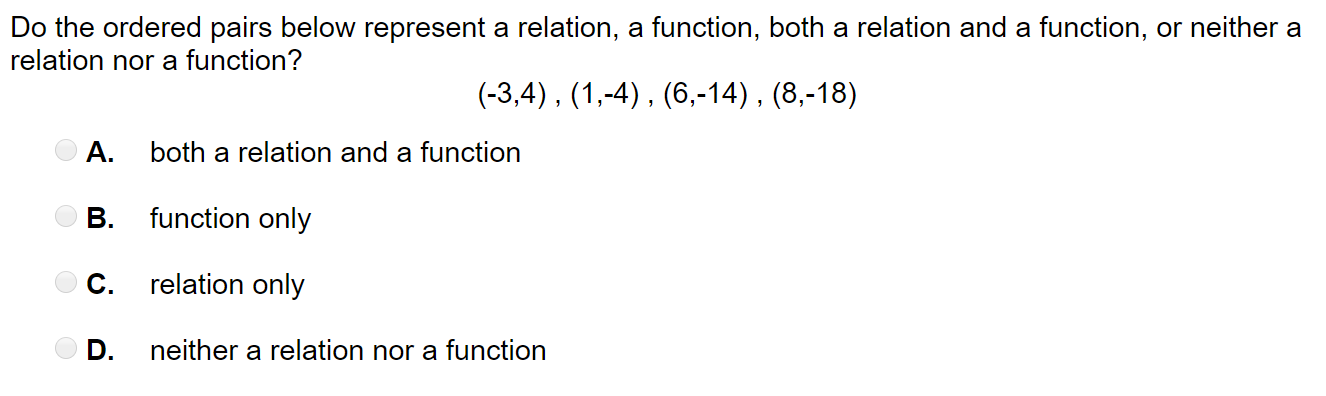 Do the ordered pairs below represent a relation, a function, both a relation and a function, or neither a
relation nor a function?
(-3,4) , (1,-4) , (6,-14) , (8,-18)
A. both a relation and a function
B. function only
C. relation only
D. neither a relation nor a function